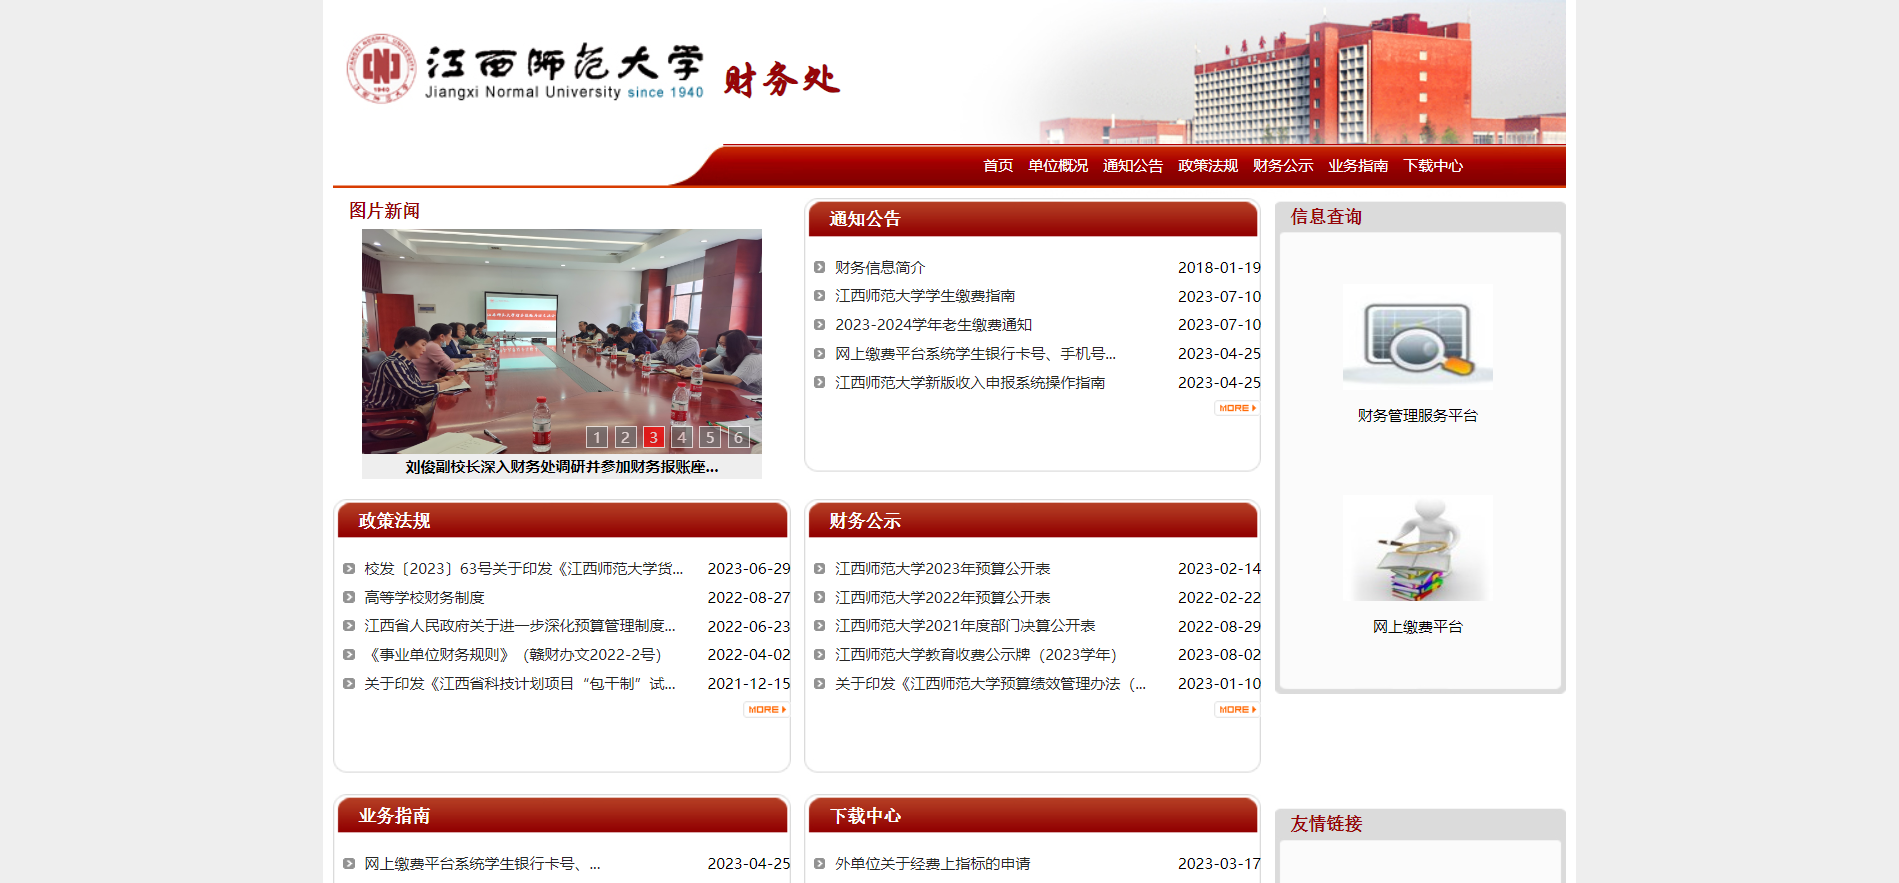 江西师范大学 财务处
Jiangxi Normal University since 1940
首页 单位概况 通知公告 政策法规 财务公示 业务指南 下载中心
图片新闻
1 2 3 4 5 6
刘俊副校长深入财务处调研并参加财务报账座...
通知公告
财务信息简介 2018-01-19
江西师范大学学生缴费指南 2023-07-10
2023-2024学年老生缴费通知 2023-07-10
网上缴费平台系统学生银行卡号、手机号... 2023-04-25
江西师范大学新版收入申报系统操作指南 2023-04-25
MORE
信息查询
财务管理服务平台
网上缴费平台
政策法规
校发〔2023〕63号关于印发《江西师范大学货... 2023-06-29
高等学校财务制度 2022-08-27
江西省人民政府关于进一步深化预算管理制度... 2022-06-23
《事业单位财务规则》（赣财办文2022-2号） 2022-04-02
关于印发《江西省科技计划项目“包干制”试... 2021-12-15
MORE
财务公示
江西师范大学2023年预算公开表 2023-02-14
江西师范大学2022年预算公开表 2022-02-22
江西师范大学2021年度部门决算公开表 2022-08-29
江西师范大学教育收费公示牌（2023学年） 2023-08-02
关于印发《江西师范大学预算绩效管理办法（... 2023-01-10
MORE
业务指南
网上缴费平台系统学生银行卡号、... 2023-04-25
下载中心
外单位关于经费上指标的申请 2023-03-17
友情链接